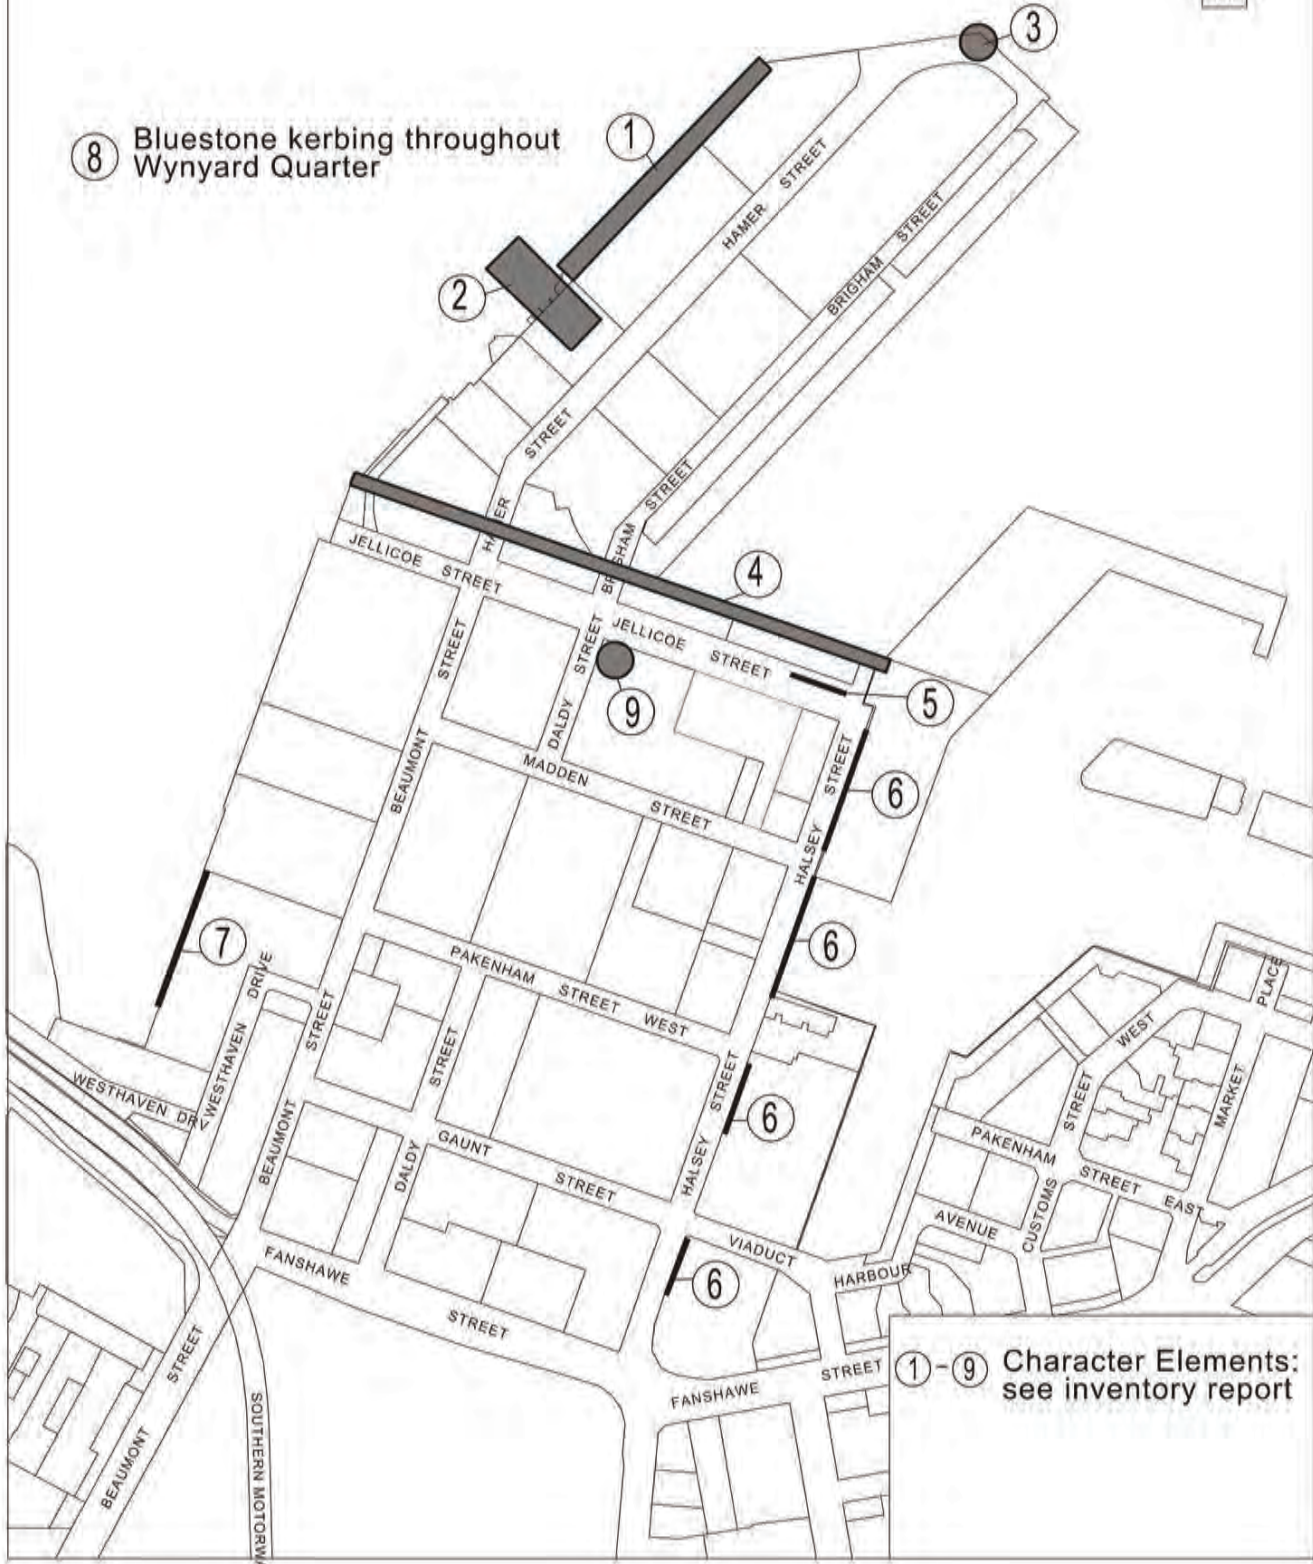 3
8 Bluestone kerbing throughout
Wynyard Quarter
1
HAMER STREET
BRIGHAM STREET
2
STREET
STREET
HAMER
BRIGHAM
JELLICOE STREET
4
JELLICOE STREET
STREET
STREET
DALDY
9
5
BEAUMONT
MADDEN STREET
STREET
HALSEY
6
7
6
PAKENHAM STREET WEST
WESTHAVEN DRIVE
STREET
STREET
STREET
WESTHAVEN DRV
BEAUMONT
DALDY
GAUNT STREET
HALSEY
6
PLACE
WEST
STREET
MARKET
PAKENHAM STREET EAST
CUSTOMS
AVENUE
VIADUCT HARBOUR
FANSHAWE STREET
6
FANSHAWE STREET
STREET
BEAUMONT
SOUTHERN MOTORW
1-9 Character Elements:
see inventory report